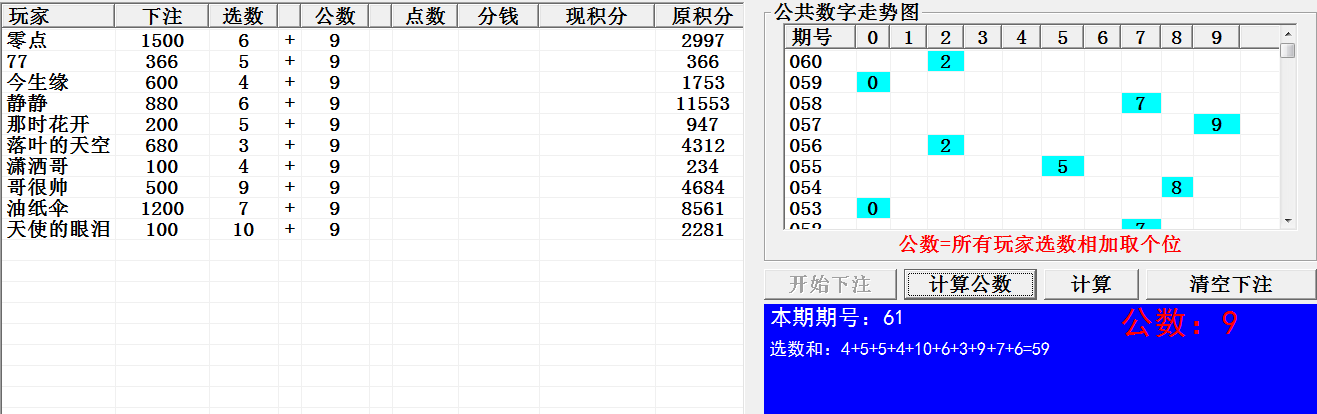 玩家 下注 选数 公数 点数 分钱 现积分 原积分
零点 1500 6 + 9 2997
77 366 5 + 9 366
今生缘 600 4 + 9 1753
静静 880 6 + 9 11553
那时花开 200 5 + 9 947
落叶的天空 680 3 + 9 4312
潇洒哥 100 4 + 9 234
哥很帅 500 9 + 9 4684
油纸伞 1200 7 + 9 8561
天使的眼泪 100 10 + 9 2281
公共数字走势图
期号 0 1 2 3 4 5 6 7 8 9
060 2
059 0
058 7
057 9
056 2
055 5
054 8
053 0
052 7
公数=所有玩家选数相加取个位
开始下注 计算公数 计算 清空下注
本期期号：61 公数：9
选数和：4+5+5+4+10+6+3+9+7+6=59